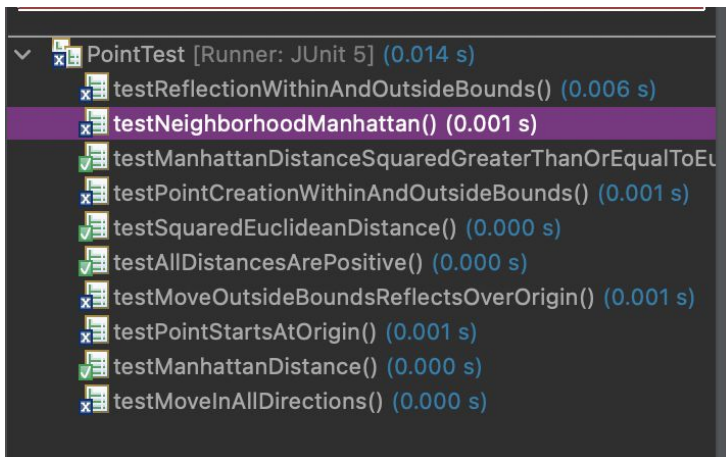 PointTest [Runner: JUnit 5] (0.014 s)
testReflectionWithinAndOutsideBounds() (0.006 s)
testNeighborhoodManhattan() (0.001 s)
testManhattanDistanceSquaredGreaterThanOrEqualToEu
testPointCreationWithinAndOutsideBounds() (0.001 s)
testSquaredEuclideanDistance() (0.000 s)
testAllDistancesArePositive() (0.000 s)
testMoveOutsideBoundsReflectsOverOrigin() (0.001 s)
testPointStartsAtOrigin() (0.001 s)
testManhattanDistance() (0.000 s)
testMoveInAllDirections() (0.000 s)